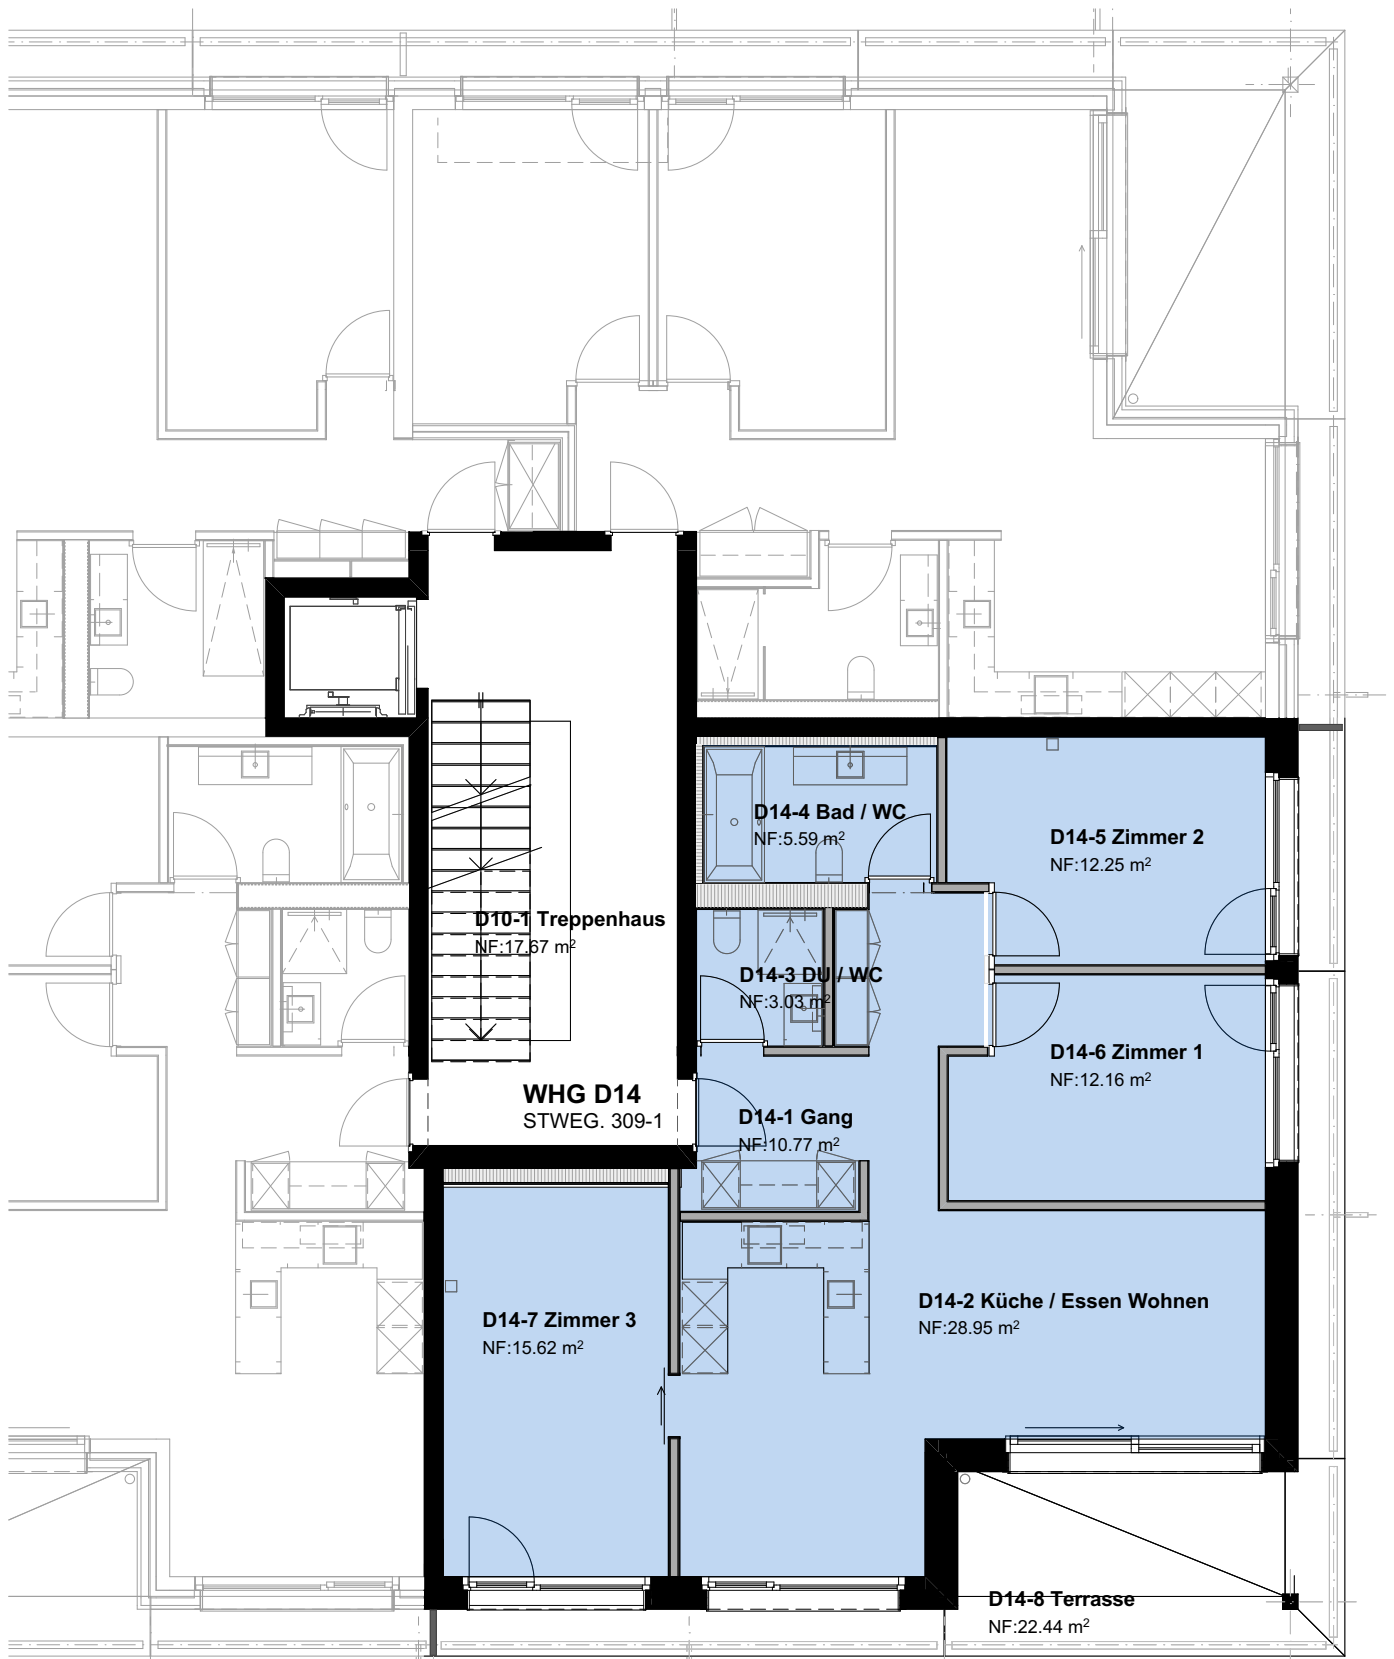 D14-4 Bad / WC
NF:5.59 m²
D14-5 Zimmer 2
NF:12.25 m²
D10-1 Treppenhaus
NF:17.67 m²
D14-3 DU / WC
NF:3.03 m²
D14-6 Zimmer 1
NF:12.16 m²
WHG D14
STWEG. 309-1
D14-1 Gang
NF:10.77 m²
D14-2 Küche / Essen Wohnen
NF:28.95 m²
D14-7 Zimmer 3
NF:15.62 m²
D14-8 Terrasse
NF:22.44 m²